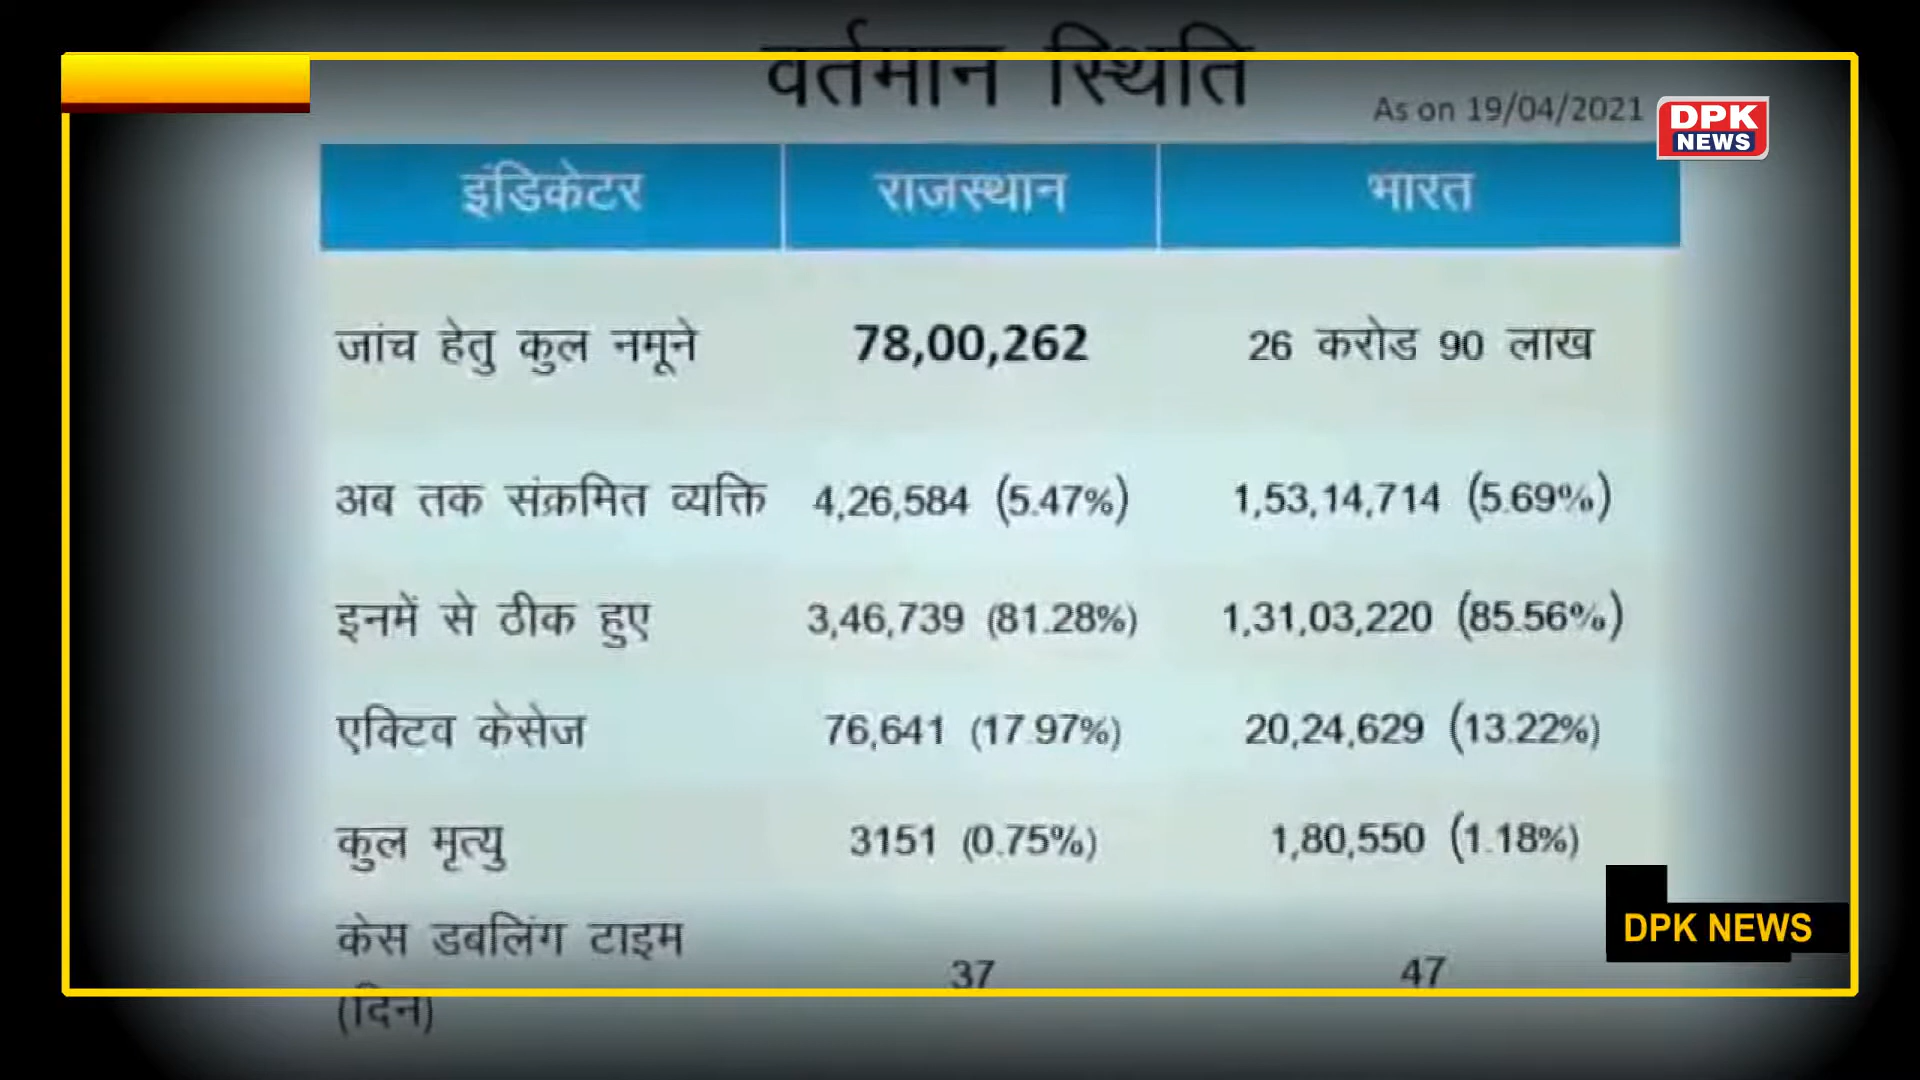 वर्तमान स्थिति
As on 19/04/2021
DPK
NEWS
इंडिकेटर राजस्थान भारत
जांच हेतु कुल नमूने 78,00,262 26 करोड 90 लाख
अब तक संक्रमित व्यक्ति 4,26,584 (5.47%) 1,53,14,714 (5.69%)
इनमें से ठीक हुए 3,46,739 (81.28%) 1,31,03,220 (85.56%)
एक्टिव केसेज 76,641 (17.97%) 20,24,629 (13.22%)
कुल मृत्यु 3151 (0.75%) 1,80,550 (1.18%)
केस डबलिंग टाइम
(दिन) 37 47
DPK NEWS